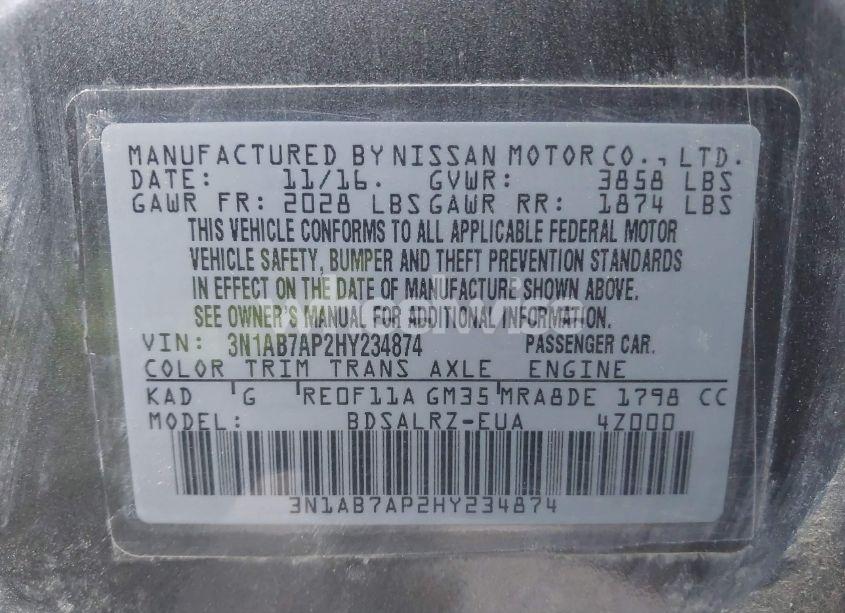 MANUFACTURED BY NISSAN MOTOR CO., LTD.
DATE: 11/16. GVWR: 3858 LBS
GAWR FR: 2028 LBS GAWR RR: 1874 LBS
THIS VEHICLE CONFORMS TO ALL APPLICABLE FEDERAL MOTOR
VEHICLE SAFETY, BUMPER AND THEFT PREVENTION STANDARDS
IN EFFECT ON THE DATE OF MANUFACTURE SHOWN ABOVE.
SEE OWNER'S MANUAL FOR ADDITIONAL INFORMATION.
VIN: 3N1AB7AP2HY234874 PASSENGER CAR.
COLOR TRIM TRANS AXLE ENGINE
KAD G RE0F11A GM35 MRA8DE 1798 CC
MODEL: BDSALRZ-EUA 4Z000
3N1AB7AP2HY234874